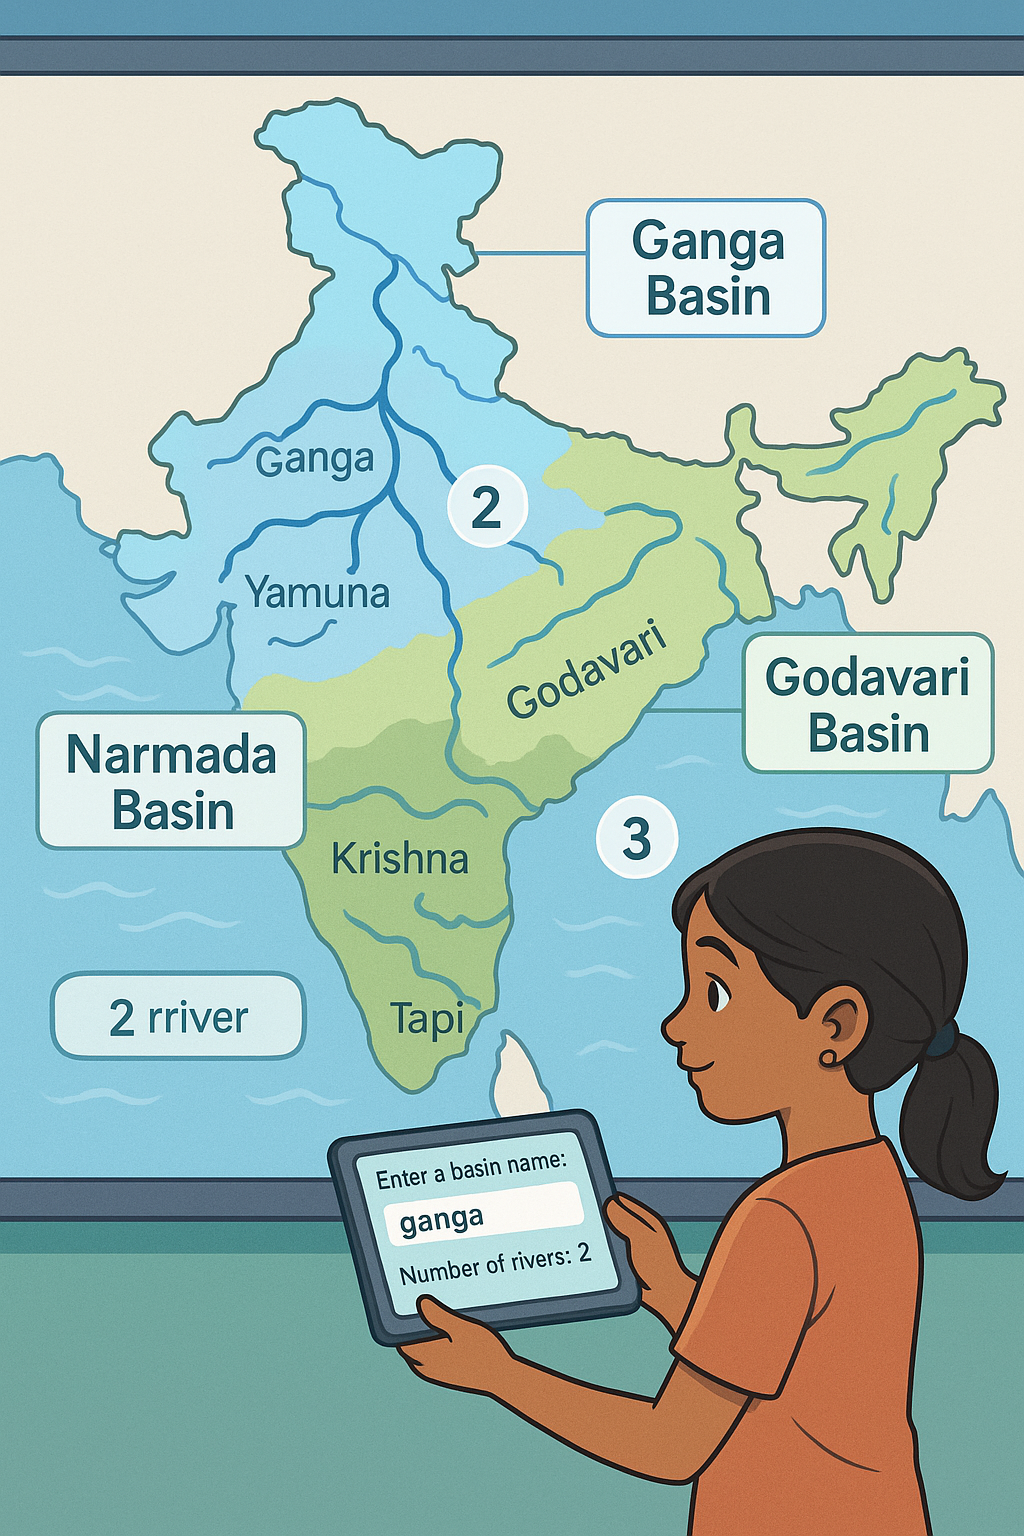 Ganga
Basin
Ganga
2
Yamuna
Godavari
Godavari
Basin
Narmada
Basin
3
Krishna
2 rriver
Tapi
Enter a basin name:
ganga
Number of rivers: 2